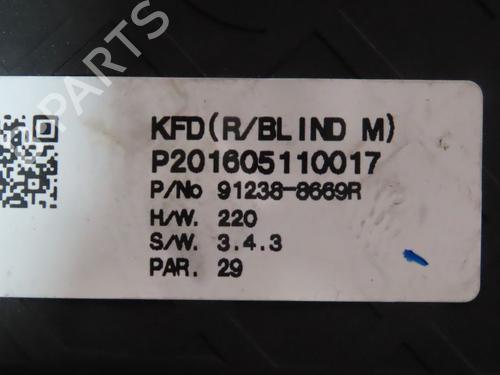 KFD(R/BLIND M)
P201605110017
P/No 91238-8669R
H/W. 220
S/W. 3.4.3
PAR. 29
B-PARTS